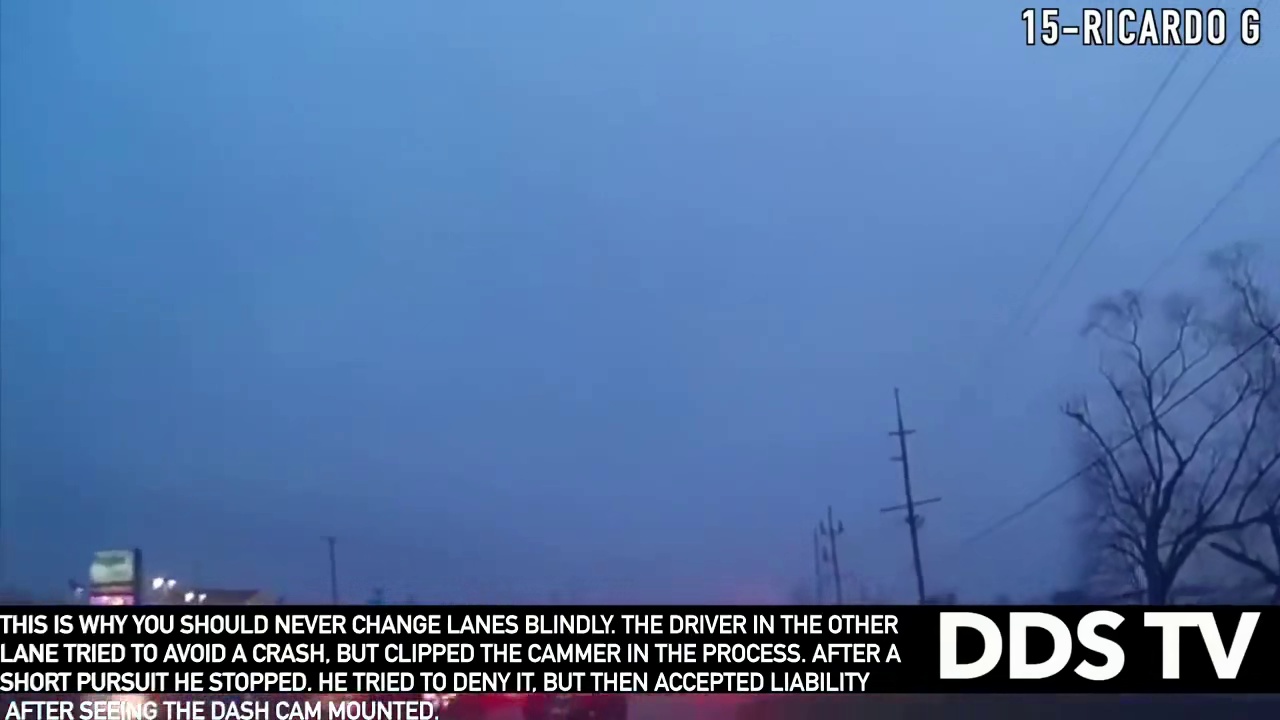 15-RICARDO G
THIS IS WHY YOU SHOULD NEVER CHANGE LANES BLINDLY. THE DRIVER IN THE OTHER
LANE TRIED TO AVOID A CRASH, BUT CLIPPED THE CAMMER IN THE PROCESS. AFTER A
SHORT PURSUIT HE STOPPED. HE TRIED TO DENY IT, BUT THEN ACCEPTED LIABILITY
AFTER SEEING THE DASH CAM MOUNTED.
DDS TV